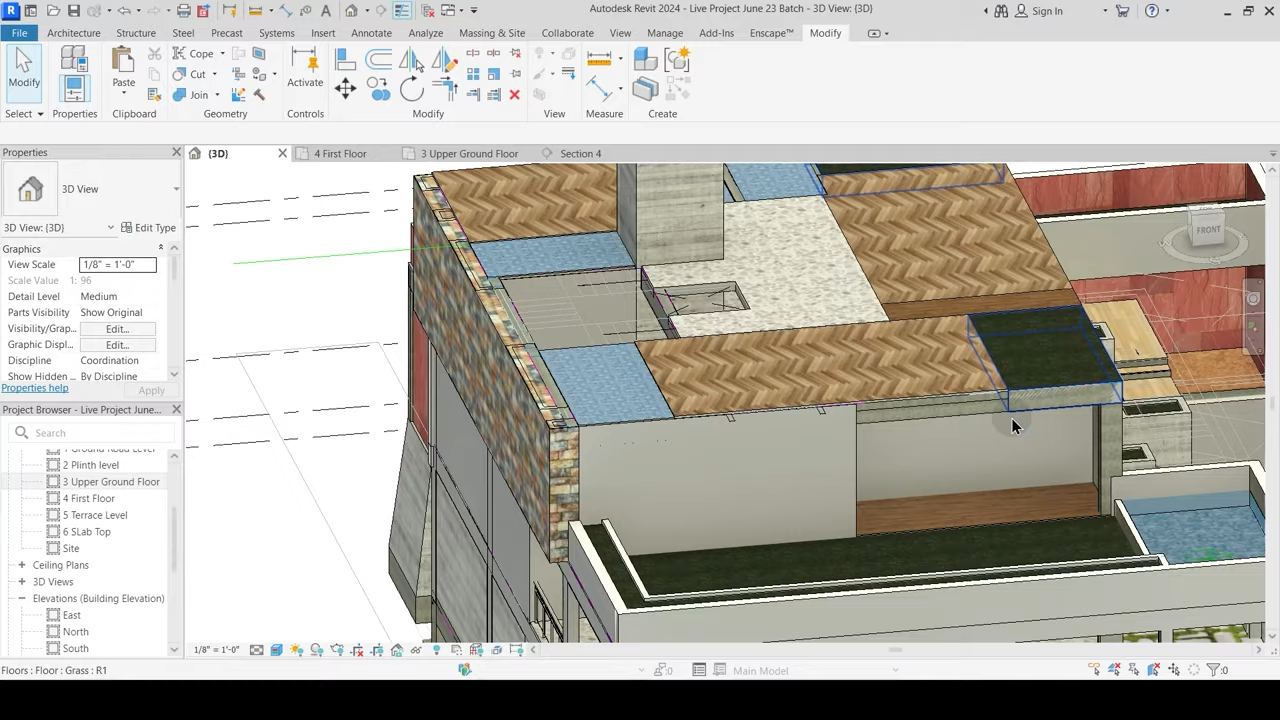 Autodesk Revit 2024 - Live Project June 23 Batch - 3D View: {3D}
Sign In
File Architecture Structure Steel Precast Systems Insert Annotate Analyze Massing & Site Collaborate View Manage Add-Ins Enscape™ Modify
Modify
Paste
Cope
Cut
Join
Activate
Select Properties Clipboard Geometry Controls Modify View Measure Create
Properties
{3D}
4 First Floor
3 Upper Ground Floor
Section 4
3D View
3D View: {3D}
Edit Type
Graphics
View Scale 1/8" = 1'-0"
Scale Value 1: 96
Detail Level Medium
Parts Visibility Show Original
Visibility/Grap... Edit...
Graphic Displ... Edit...
Discipline Coordination
Show Hidden ... By Discipline
Properties help
Apply
Project Browser - Live Project June...
Search
1 Ground Road Level
2 Plinth level
3 Upper Ground Floor
4 First Floor
5 Terrace Level
6 SLab Top
Site
Ceiling Plans
3D Views
Elevations (Building Elevation)
East
North
South
FRONT
1/8" = 1'-0"
Floors : Floor : Grass : R1
:0
Main Model
:0